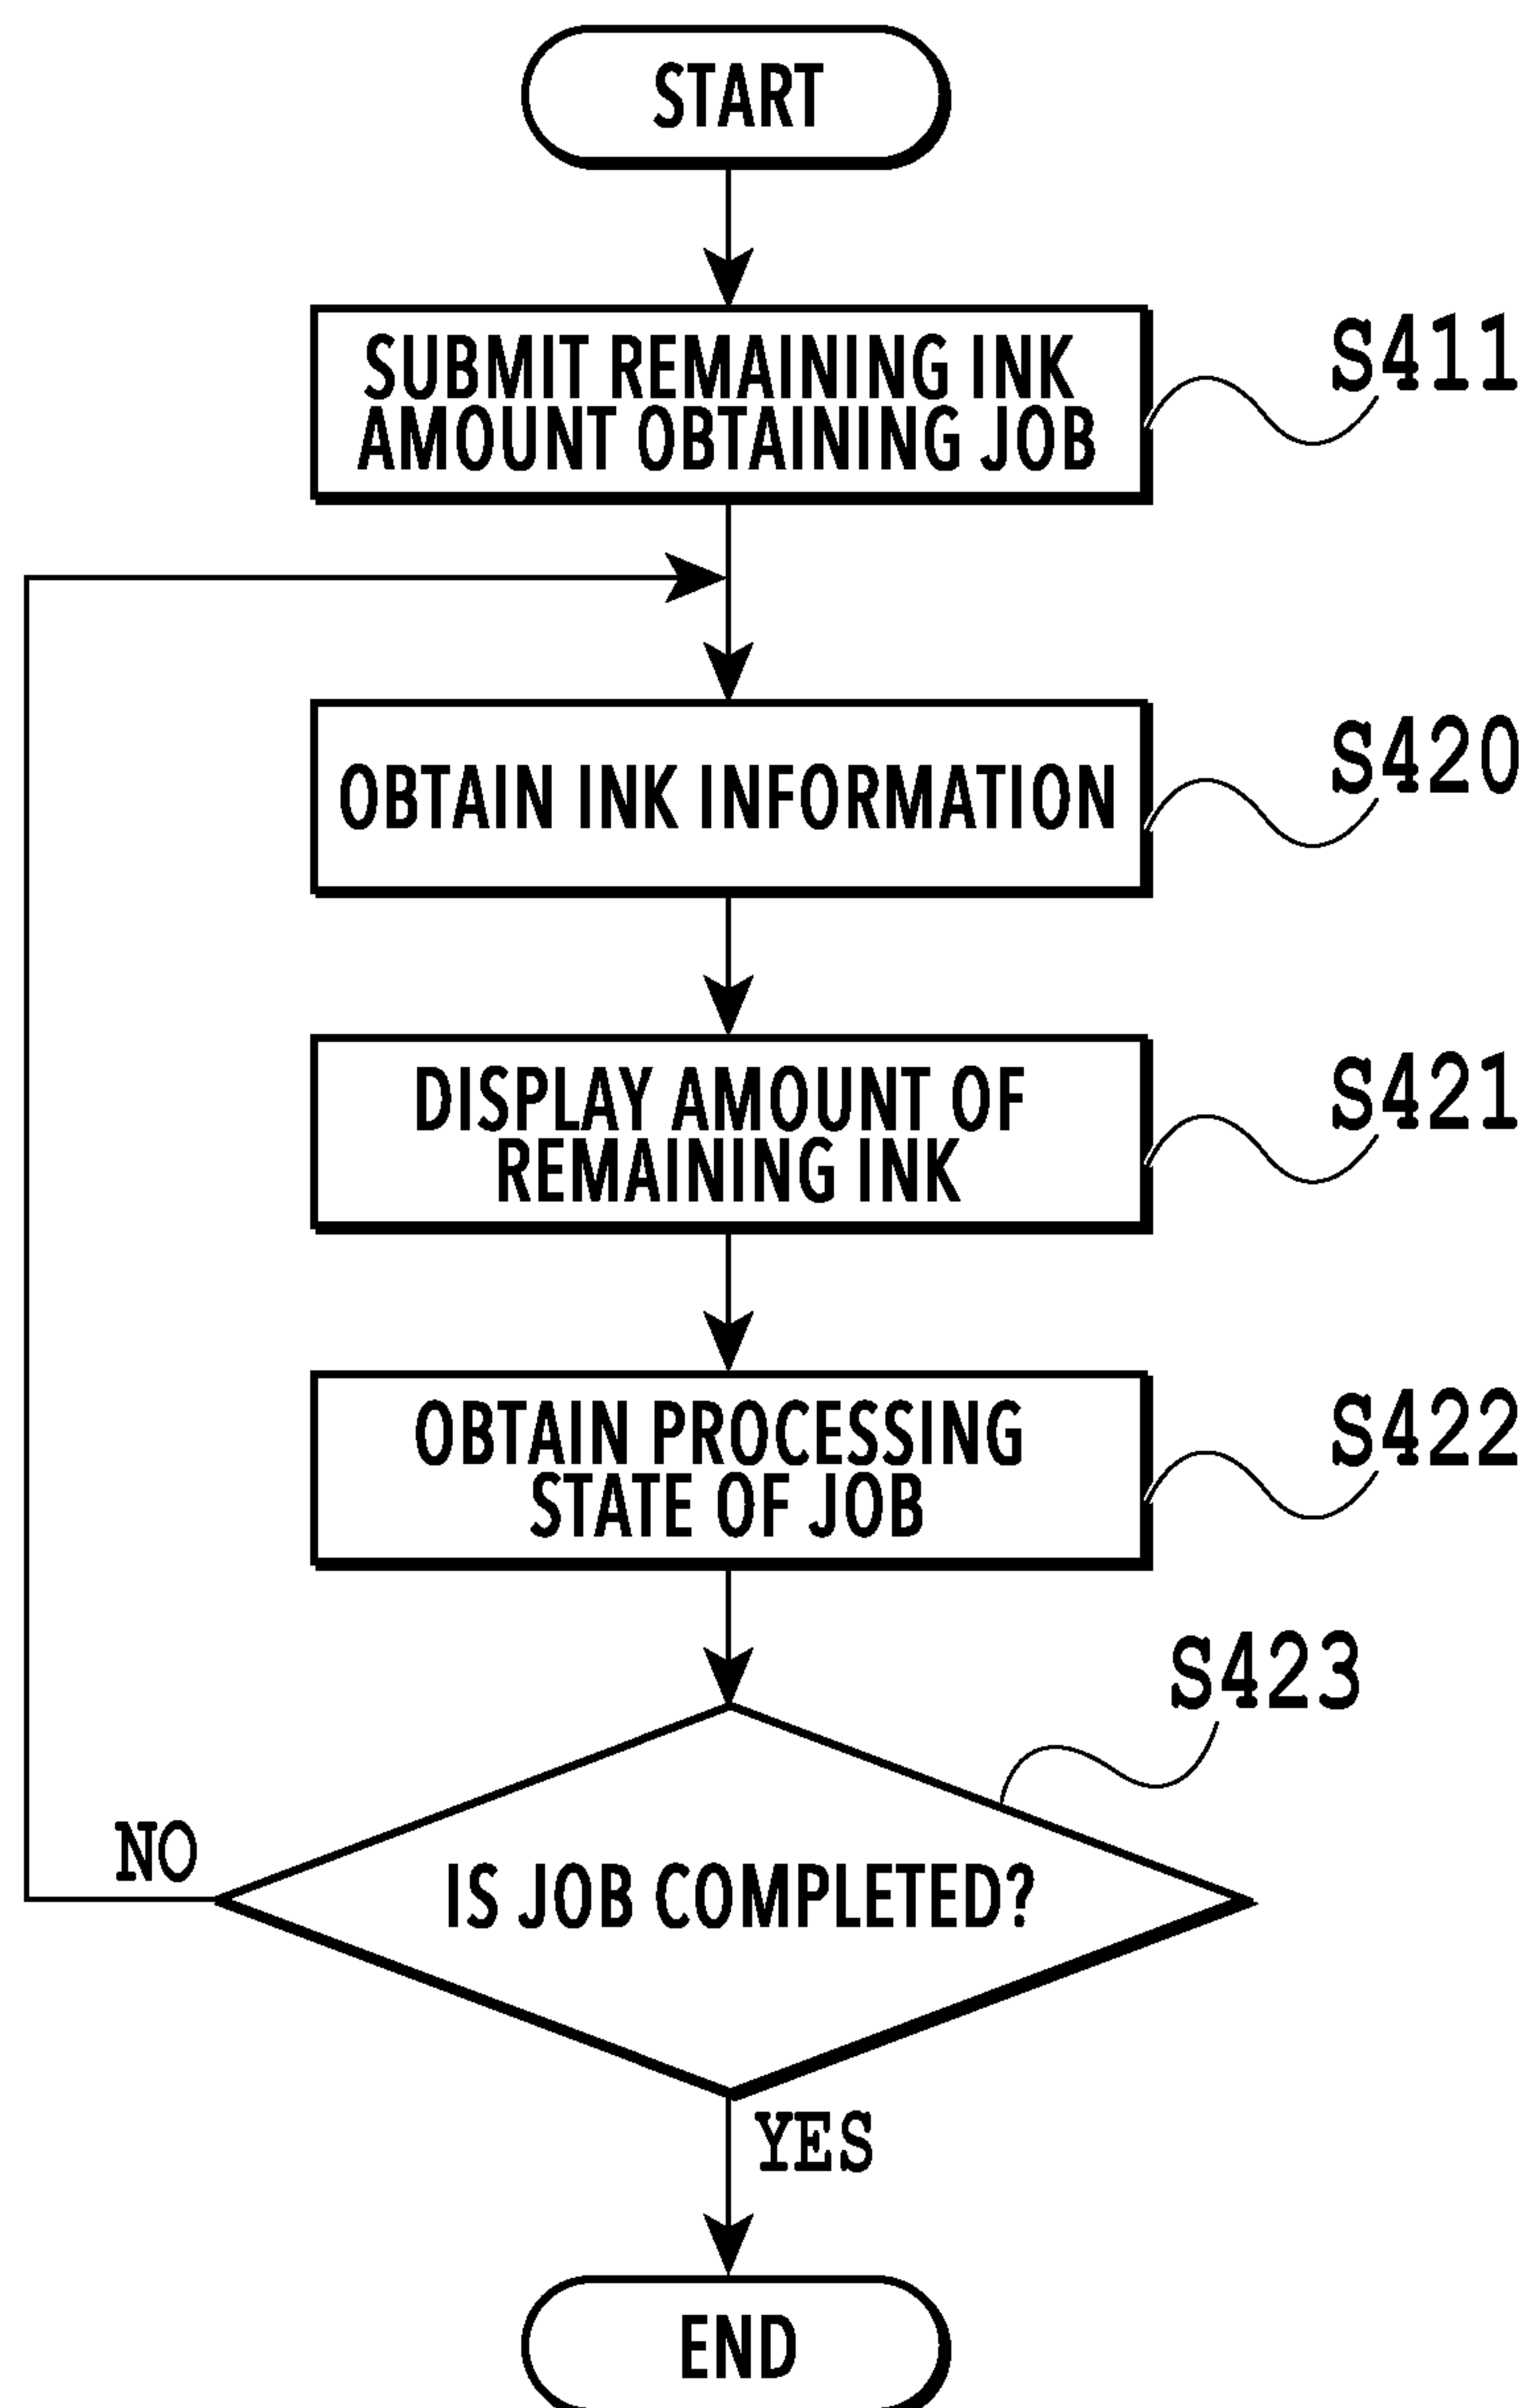 START
SUBMIT REMAINING INK
AMOUNT OBTAINING JOB
S411
OBTAIN INK INFORMATION
S420
DISPLAY AMOUNT OF
REMAINING INK
S421
OBTAIN PROCESSING
STATE OF JOB
S422
S423
IS JOB COMPLETED?
NO
YES
END